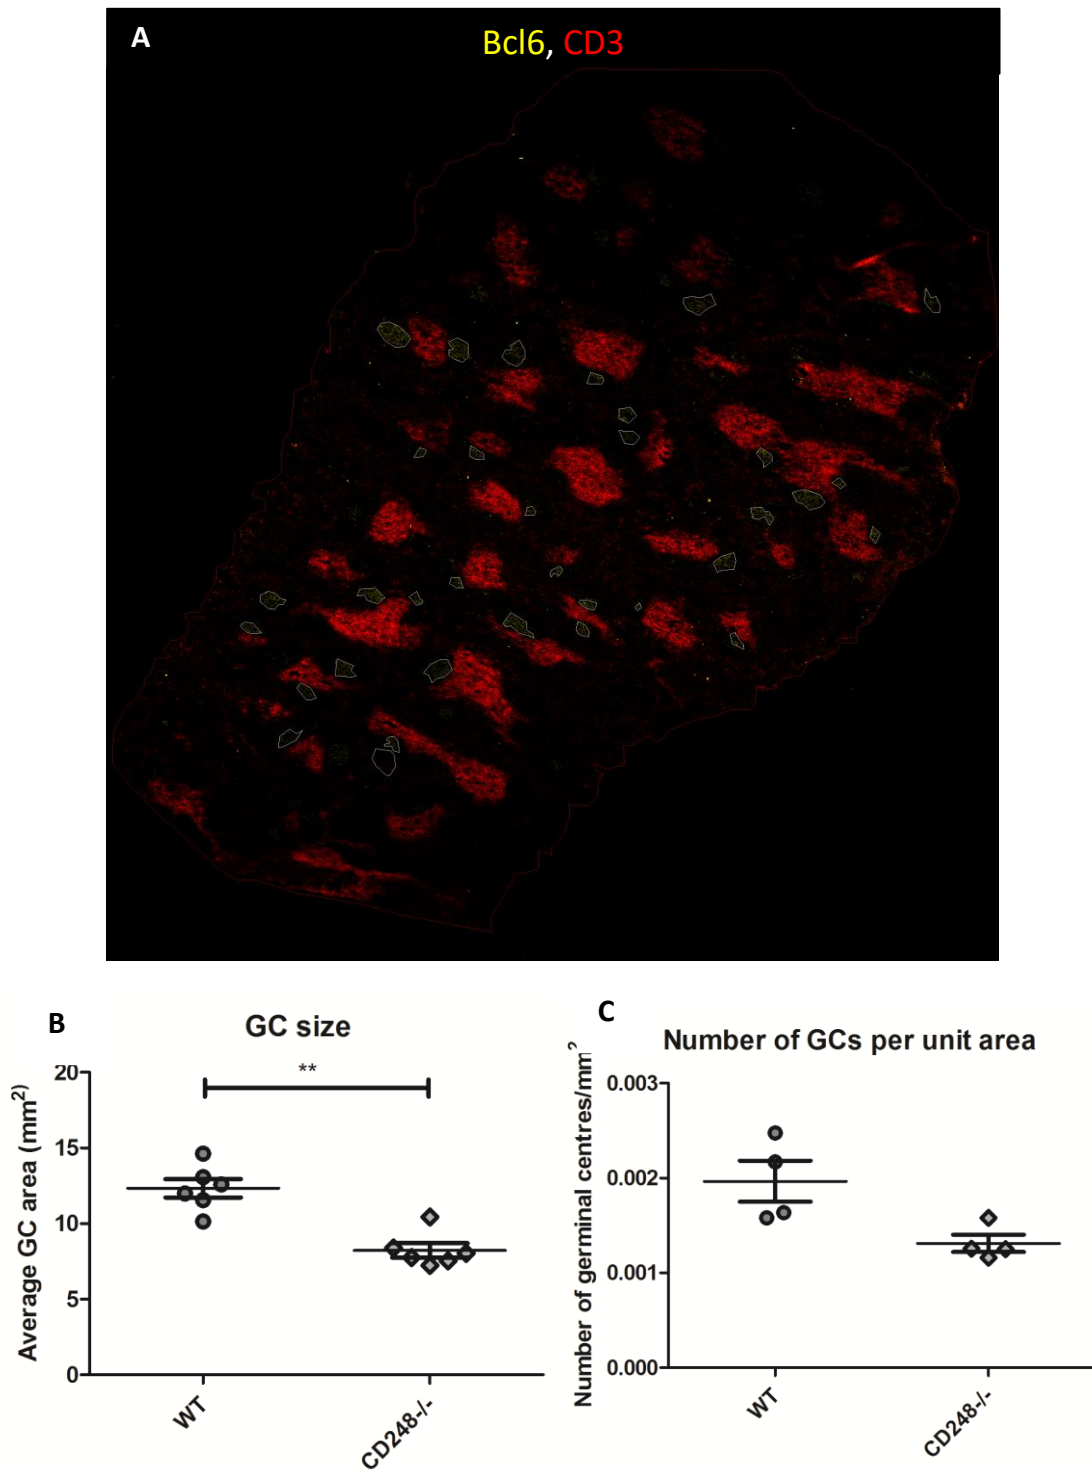 A
Bcl6, CD3
B
GC size
**
Average GC area (mm2)
20
15
10
5
0
WT
CD248-/-
C
Number of GCs per unit area
Number of germinal centres/mm2
0.003
0.002
0.001
0.000
WT
CD248-/-